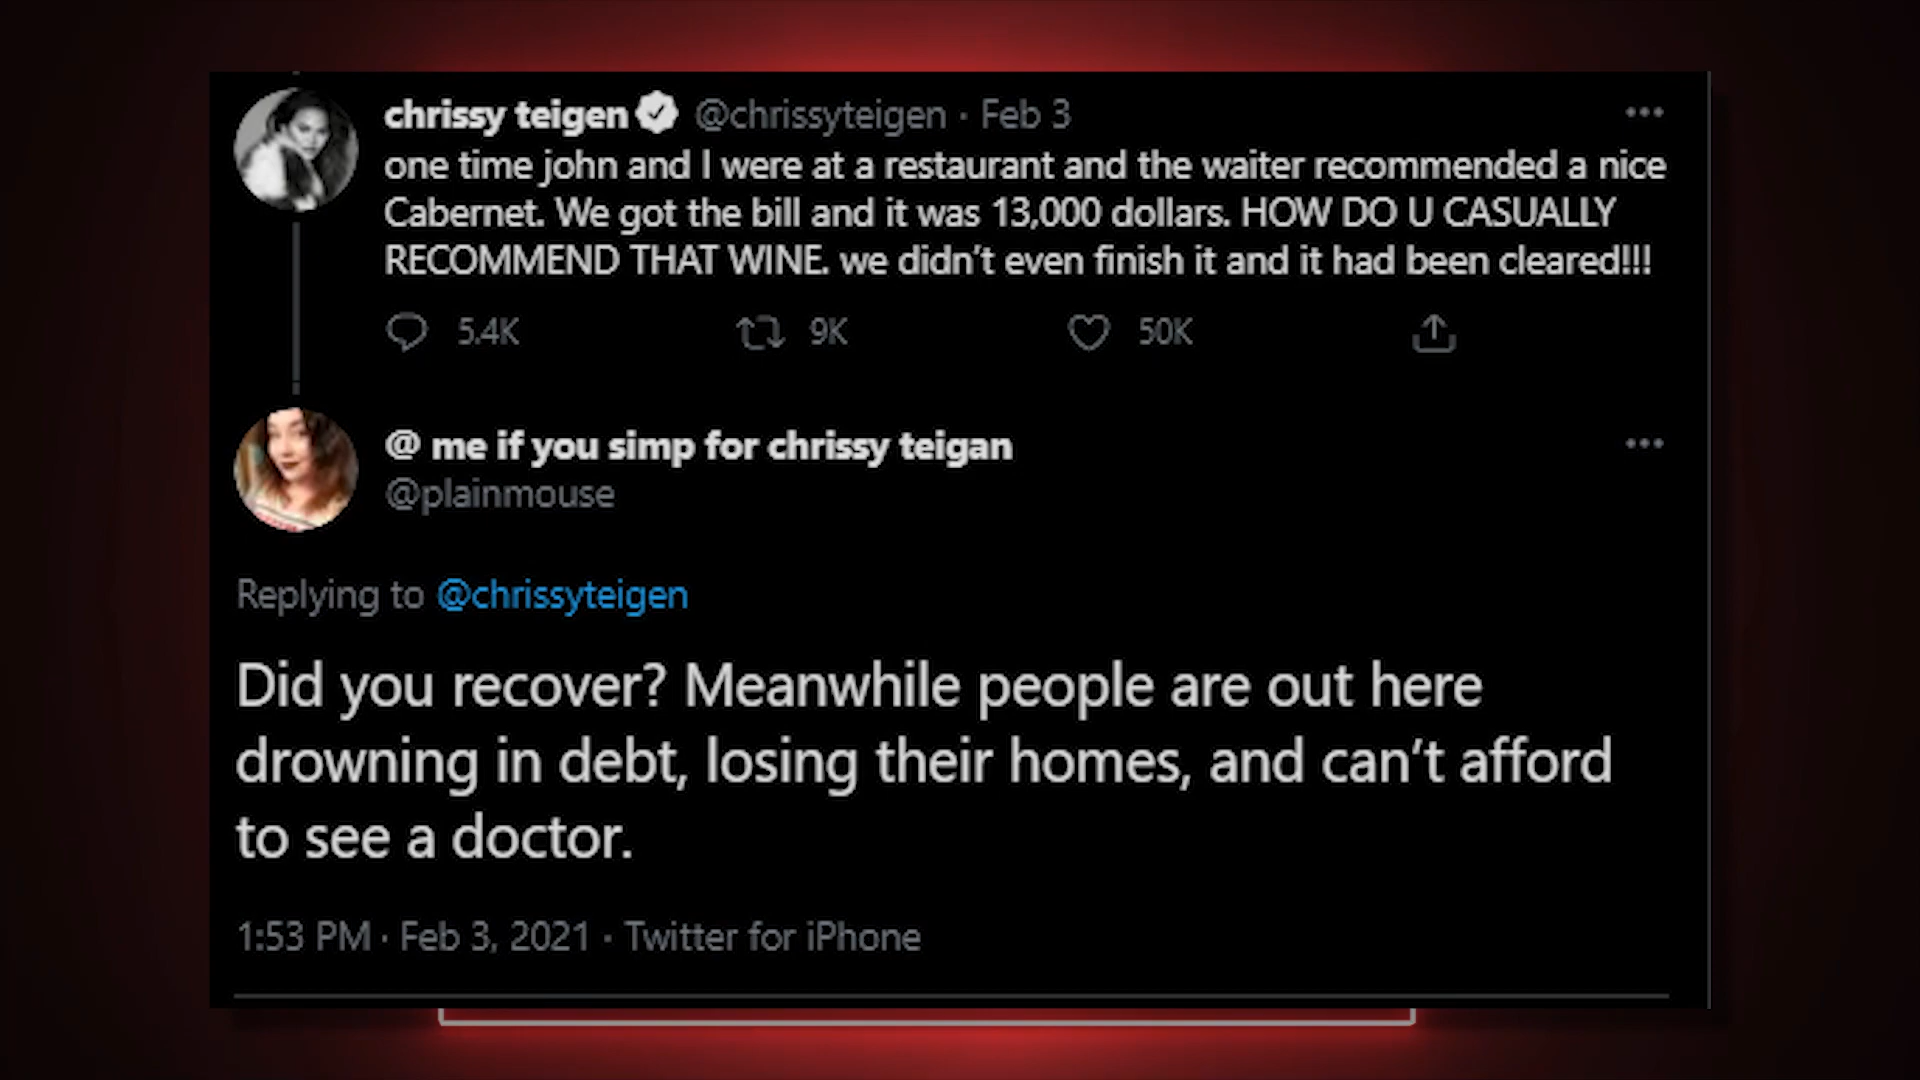 chrissy teigen @chrissyteigen · Feb 3
one time john and I were at a restaurant and the waiter recommended a nice
Cabernet. We got the bill and it was 13,000 dollars. HOW DO U CASUALLY
RECOMMEND THAT WINE. we didn't even finish it and it had been cleared!!!
5.4K 9K 50K
@ me if you simp for chrissy teigan
@plainmouse
Replying to @chrissyteigen
Did you recover? Meanwhile people are out here
drowning in debt, losing their homes, and can't afford
to see a doctor.
1:53 PM · Feb 3, 2021 · Twitter for iPhone